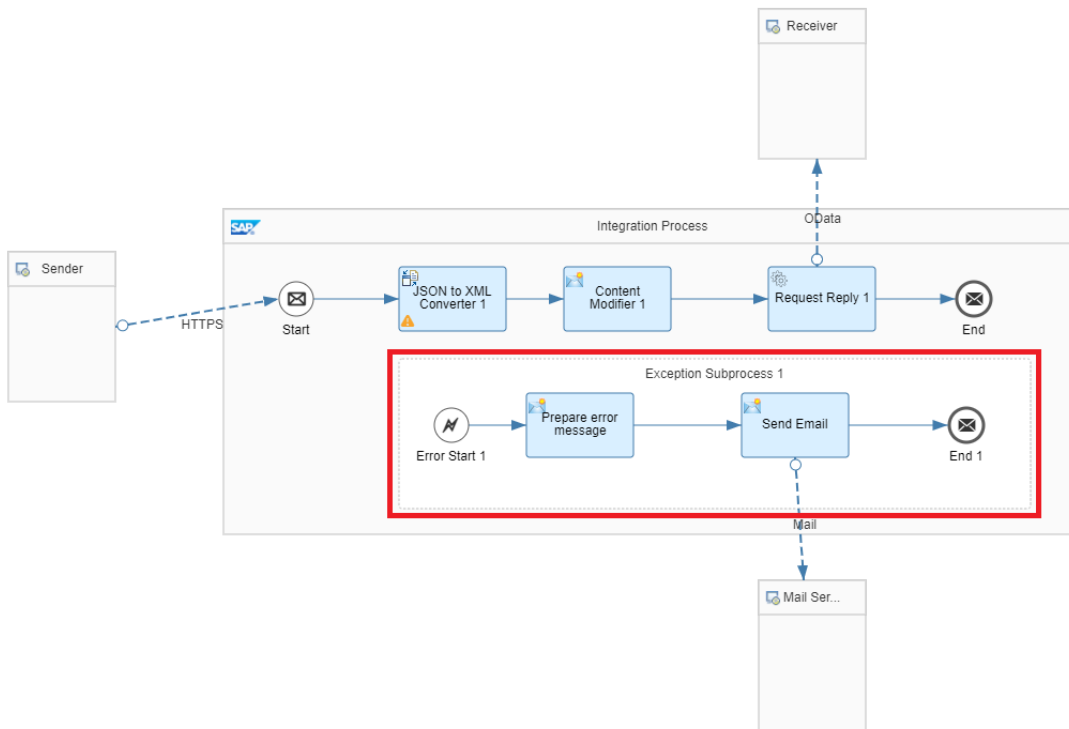 Receiver
OData
SAP
Integration Process
Sender
HTTPS
Start
JSON to XML
Converter 1
Content
Modifier 1
Request Reply 1
End
Exception Subprocess 1
Error Start 1
Prepare error
message
Send Email
End 1
Mail
Mail Ser...